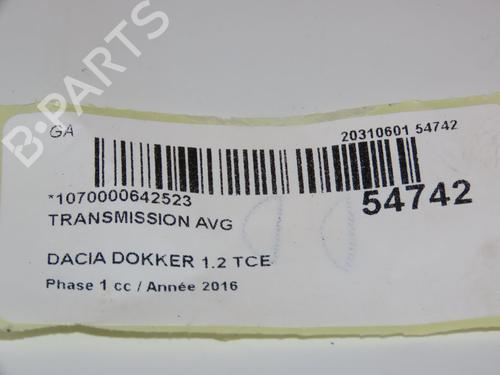 B-PARTS
GA
20310601 54742
*1070000642523
54742
TRANSMISSION AVG
DACIA DOKKER 1.2 TCE
Phase 1 cc / Année 2016